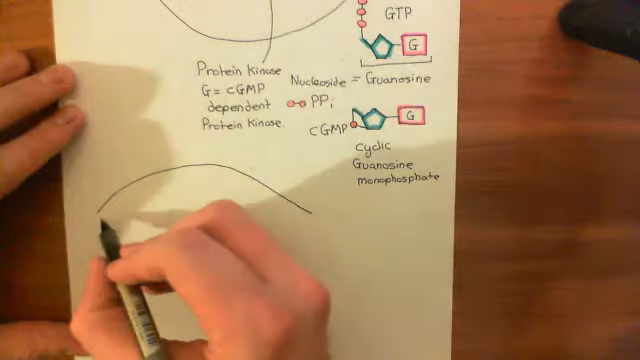 GTP
G
Protein Kinase
G = cGMP
dependent
Protein Kinase.
Nucleoside = Guanosine
PPi
cGMP
G
cyclic
Guanosine
monophosphate